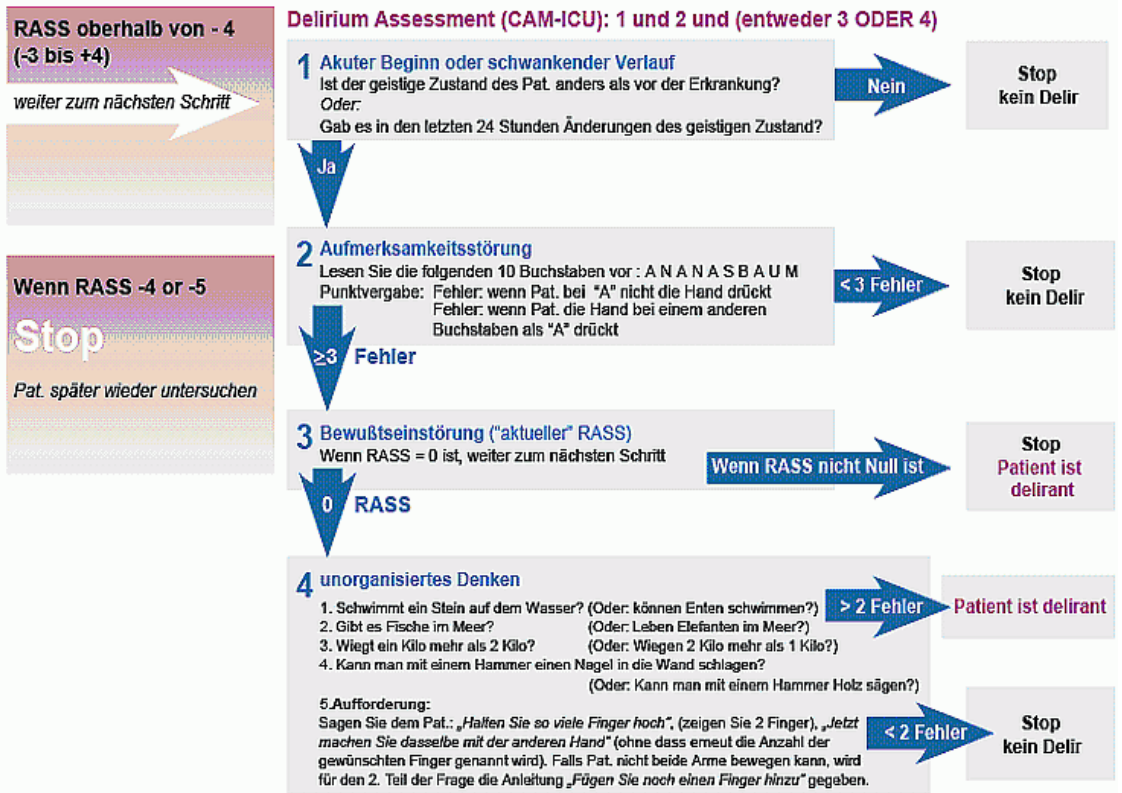 RASS oberhalb von - 4
(-3 bis +4)
weiter zum nächsten Schritt
Wenn RASS -4 or -5
Stop
Pat. später wieder untersuchen
Delirium Assessment (CAM-ICU): 1 und 2 und (entweder 3 ODER 4)
1 Akuter Beginn oder schwankender Verlauf
Ist der geistige Zustand des Pat. anders als vor der Erkrankung?
Oder:
Gab es in den letzten 24 Stunden Änderungen des geistigen Zustand?
Nein
Stop
kein Delir
Ja
2 Aufmerksamkeitsstörung
Lesen Sie die folgenden 10 Buchstaben vor : A N A N A S B A U M
Punktvergabe: Fehler: wenn Pat. bei "A" nicht die Hand drückt
Fehler: wenn Pat. die Hand bei einem anderen
Buchstaben als "A" drückt
< 3 Fehler
Stop
kein Delir
≥3 Fehler
3 Bewußtseinstörung ("aktueller" RASS)
Wenn RASS = 0 ist, weiter zum nächsten Schritt
Wenn RASS nicht Null ist
Stop
Patient ist
delirant
0 RASS
4 unorganisiertes Denken
1. Schwimmt ein Stein auf dem Wasser? (Oder: können Enten schwimmen?)
2. Gibt es Fische im Meer? (Oder: Leben Elefanten im Meer?)
3. Wiegt ein Kilo mehr als 2 Kilo? (Oder: Wiegen 2 Kilo mehr als 1 Kilo?)
4. Kann man mit einem Hammer einen Nagel in die Wand schlagen?
(Oder: Kann man mit einem Hammer Holz sägen?)
5.Aufforderung:
Sagen Sie dem Pat.: „Halten Sie so viele Finger hoch", (zeigen Sie 2 Finger), „Jetzt
machen Sie dasselbe mit der anderen Hand" (ohne dass erneut die Anzahl der
gewünschten Finger genannt wird). Falls Pat. nicht beide Arme bewegen kann, wird
für den 2. Teil der Frage die Anleitung „Fügen Sie noch einen Finger hinzu" gegeben.
> 2 Fehler
Patient ist delirant
< 2 Fehler
Stop
kein Delir